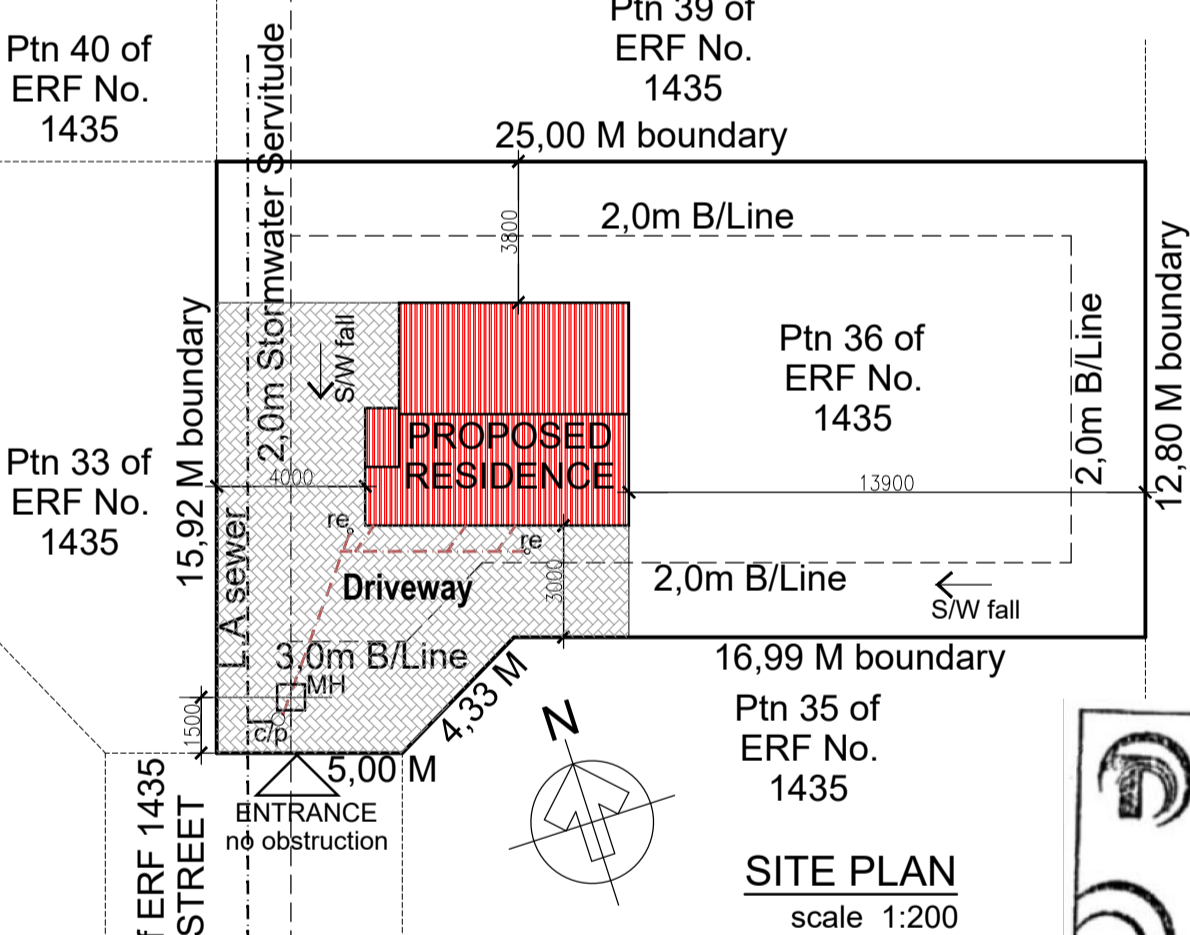 Ptn 39 of
ERF No.
1435
Ptn 40 of
ERF No.
1435
25,00 M boundary
2,0m Stormwater Servitude
2,0m B/Line
3800
S/W fall
Ptn 36 of
ERF No.
1435
2,0m B/Line
12,80 M boundary
15,92 M boundary
PROPOSED
RESIDENCE
4000
13900
Ptn 33 of
ERF No.
1435
L A sewer
re
re
Driveway
3000
2,0m B/Line
S/W fall
3,0m B/Line
MH
c/p
1500
4,33 M
16,99 M boundary
5,00 M
ENTRANCE
no obstruction
N
Ptn 35 of
ERF No.
1435
f ERF 1435
STREET
SITE PLAN
scale 1:200